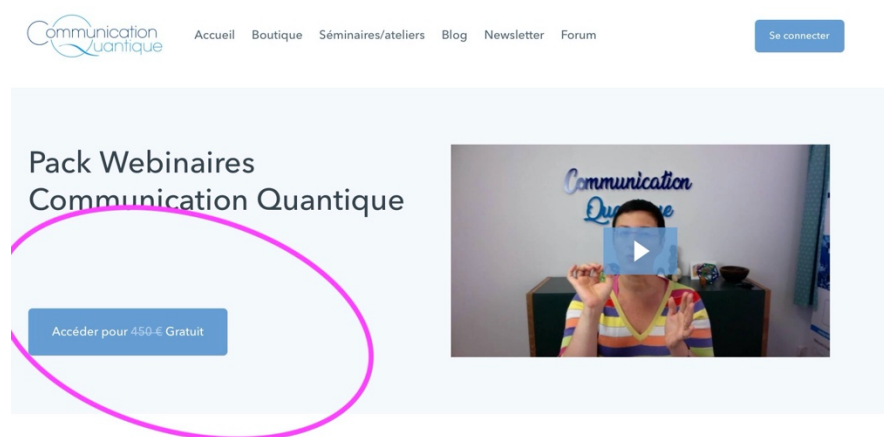 Communication
Quantique
Accueil Boutique Séminaires/ateliers Blog Newsletter Forum
Se connecter
Pack Webinaires
Communication Quantique
Communication
Accéder pour 450 € Gratuit